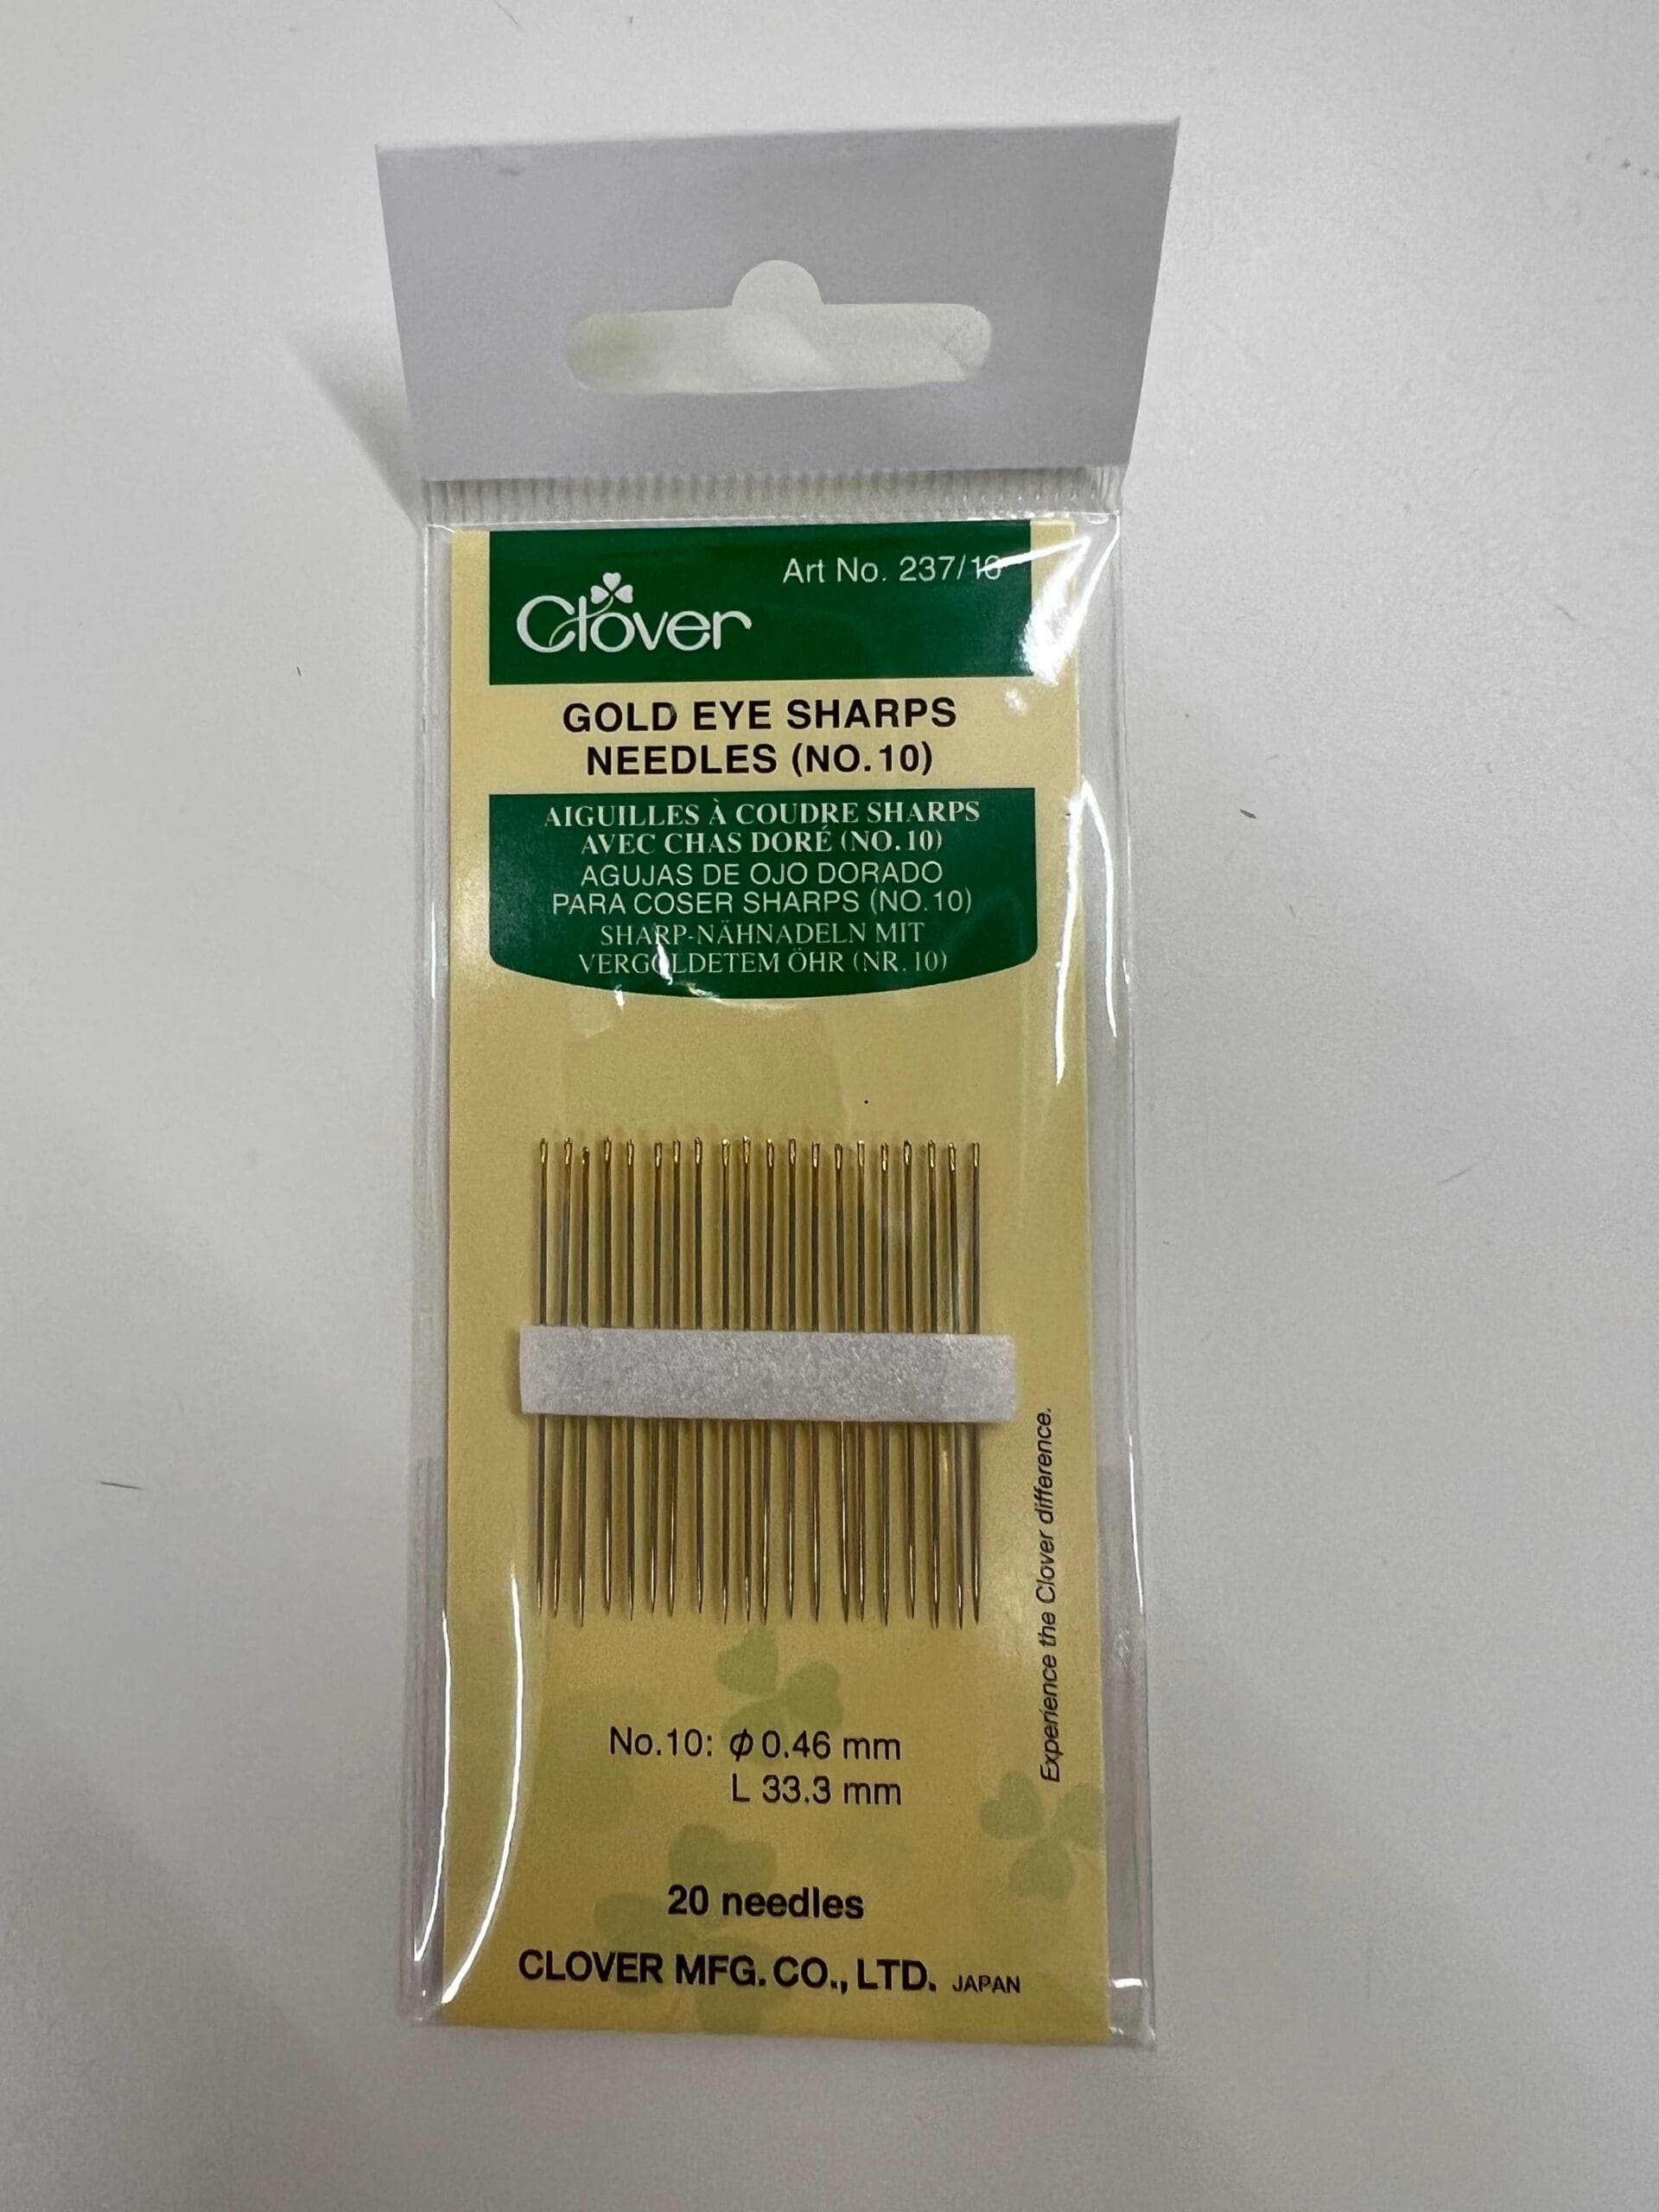 Art No. 237/10
Clover
GOLD EYE SHARPS
NEEDLES (NO.10)
AIGUILLES À COUDRE SHARPS
AVEC CHAS DORÉ (NO.10)
AGUJAS DE OJO DORADO
PARA COSER SHARPS (NO.10)
SHARP-NÄHNADELN MIT
VERGOLDETEM ÖHR (NR.10)
Experience the Clover difference.
No.10: ϕ0.46 mm
L 33.3 mm
20 needles
CLOVER MFG. CO., LTD. JAPAN